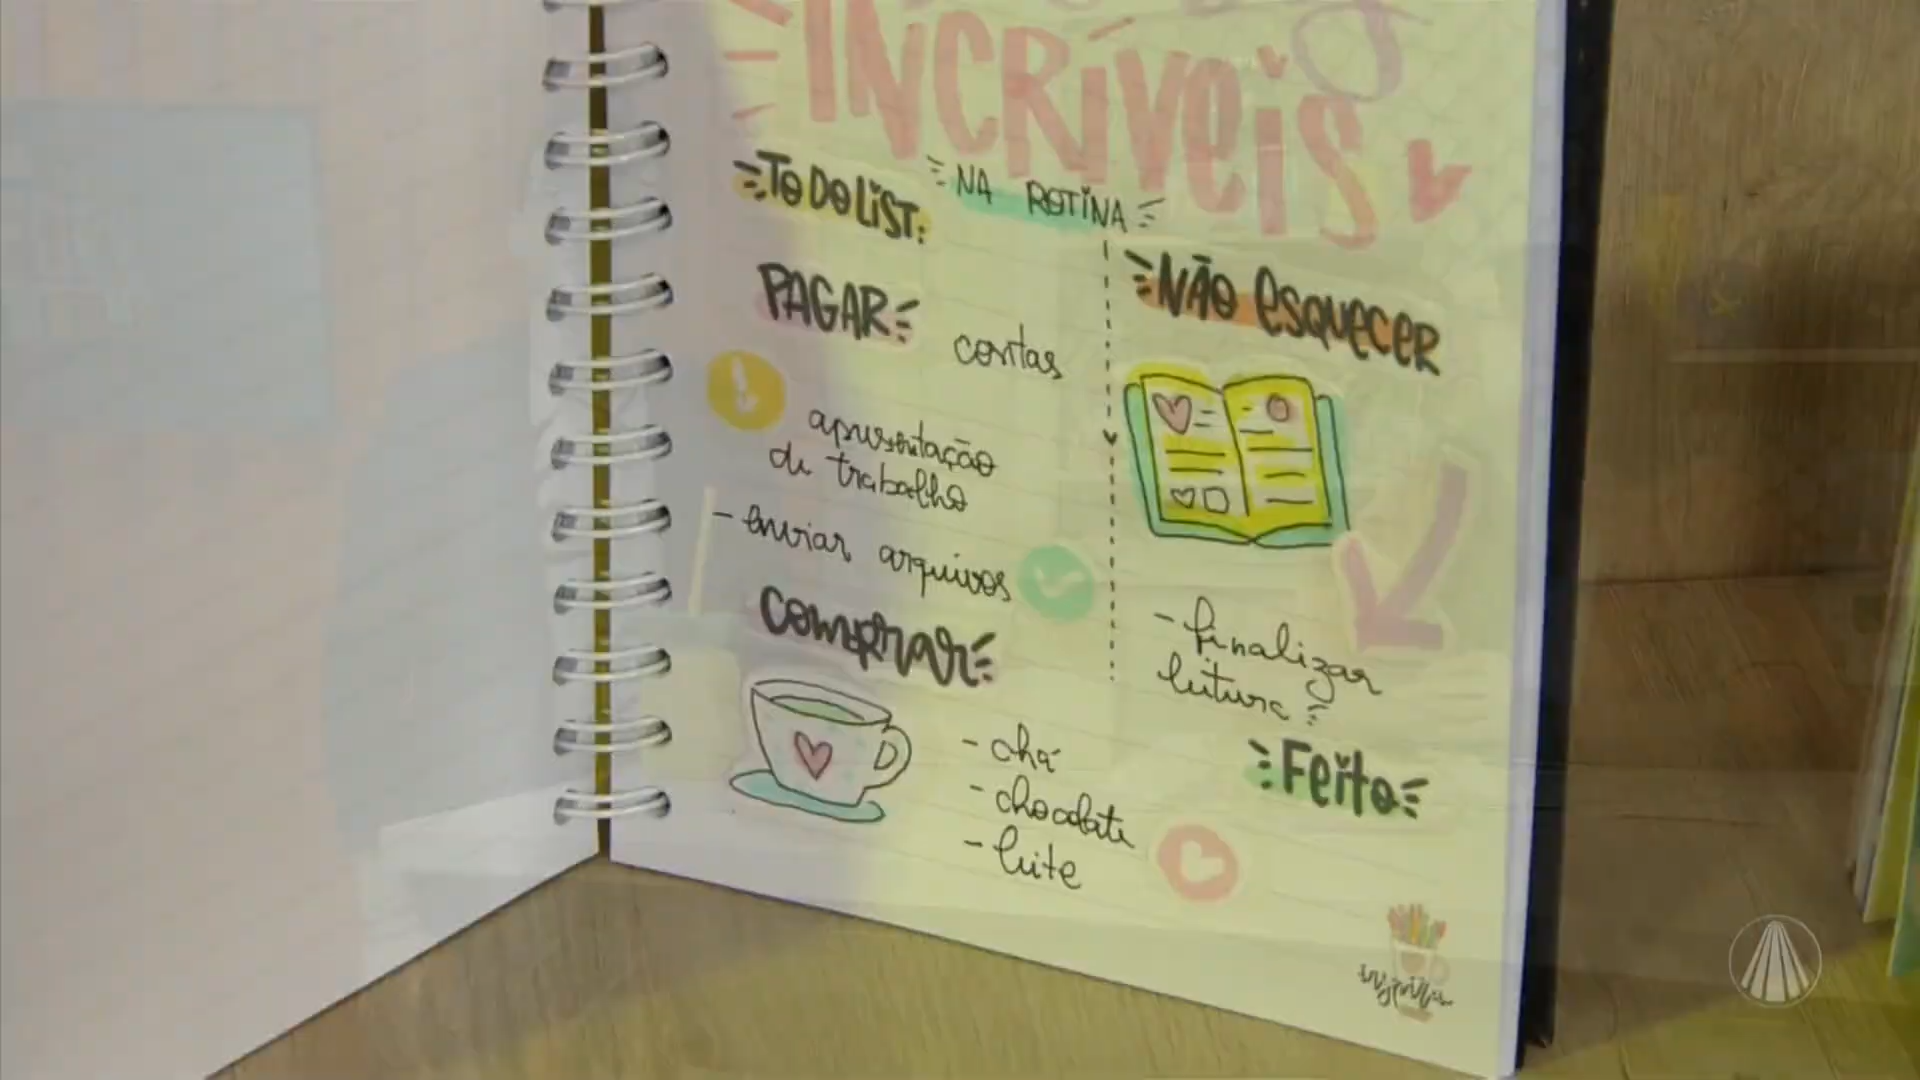 INCRÍVEIS
NA ROTINA
TO DO LIST:
PAGAR
contas
apresentação
de trabalho
- enviar arquivos
comprar
- chá
- chocolate
- leite
NÃO esquecer
- finalizar
leitura
Feito